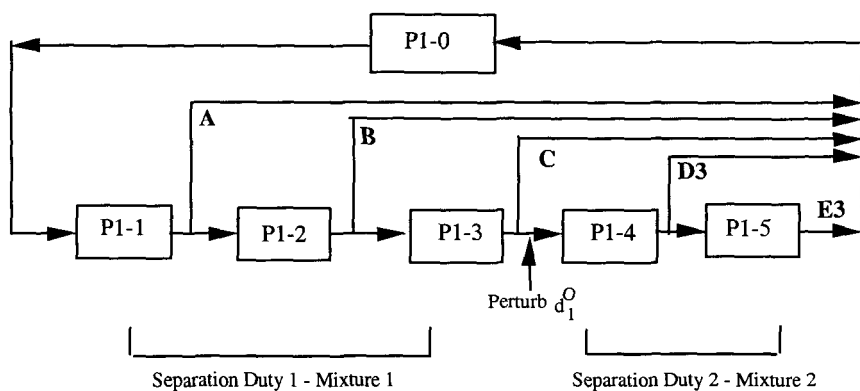 P1-0
A
B
C
D3
E3
P1-1
P1-2
P1-3
P1-4
P1-5
Perturb d₁ᴼ
Separation Duty 1 - Mixture 1
Separation Duty 2 - Mixture 2